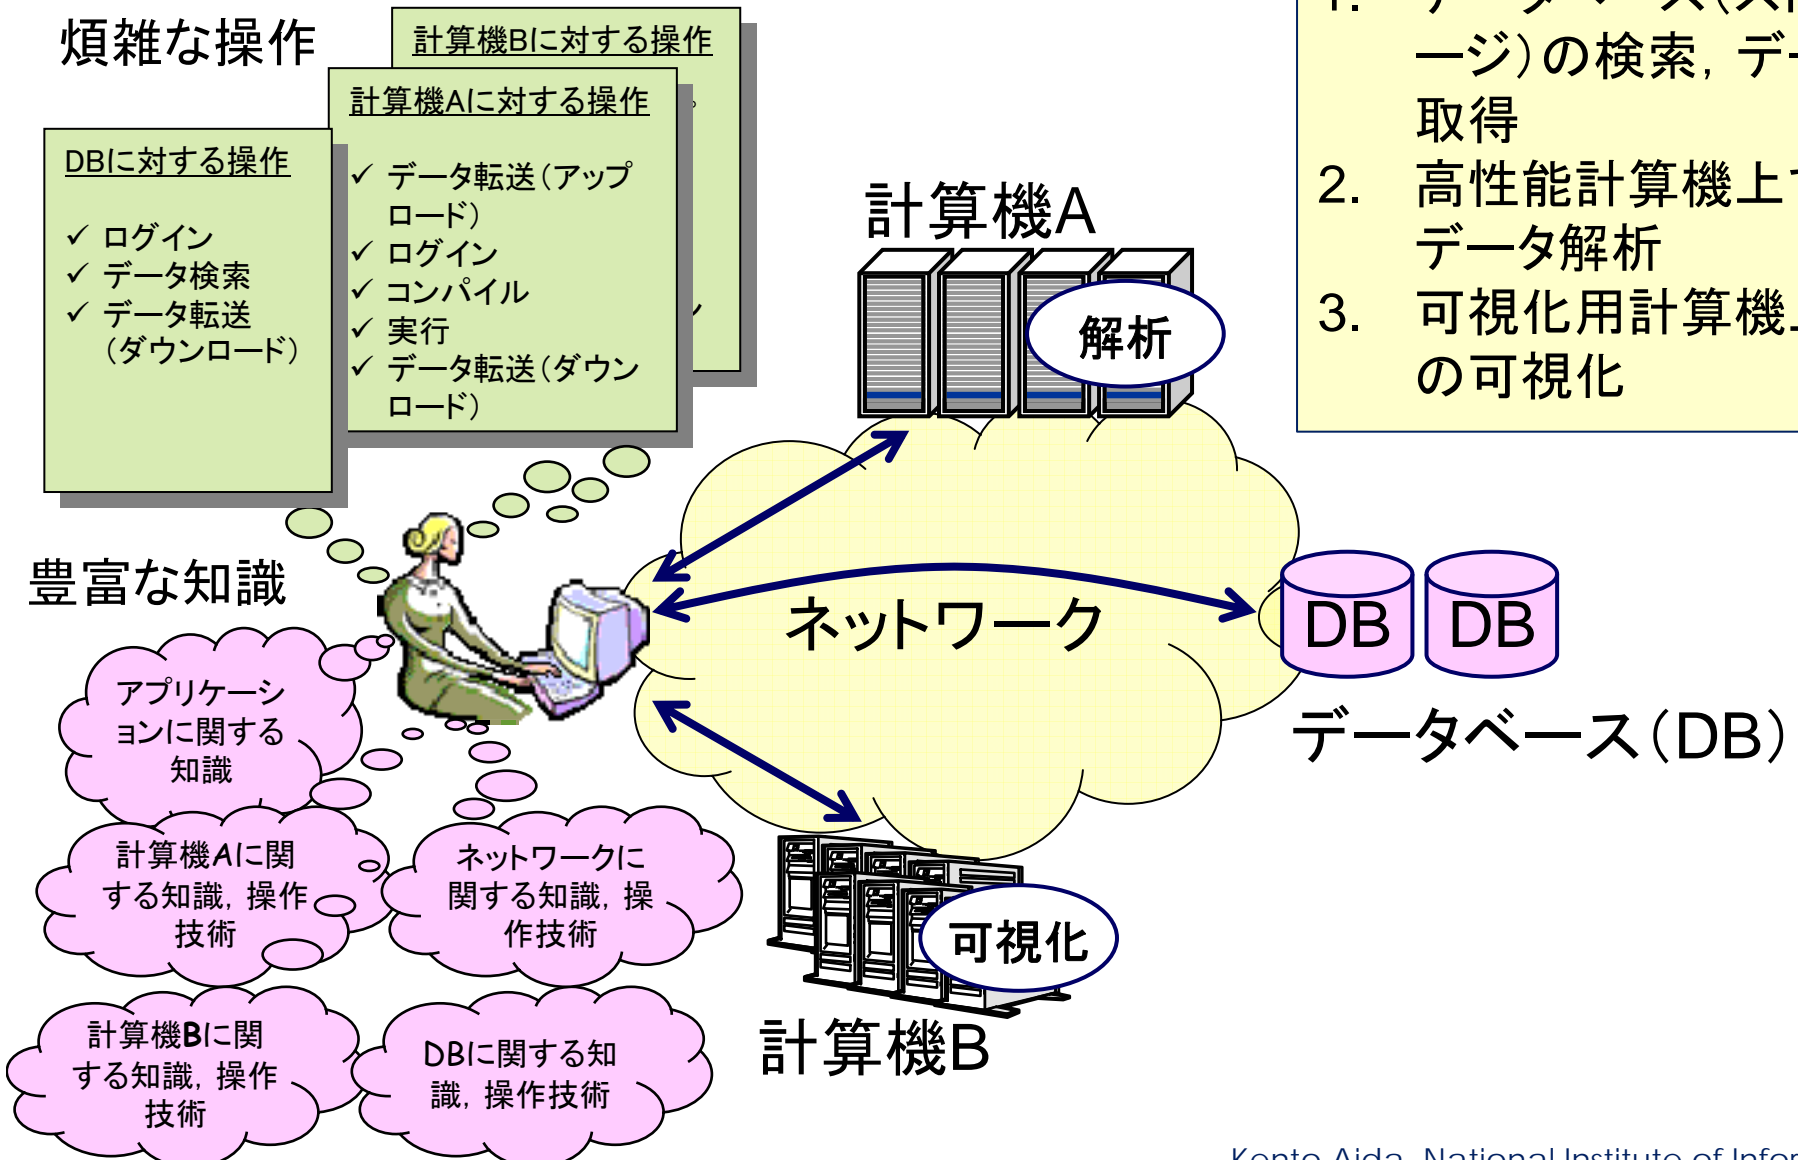 煩雑な操作
計算機Bに対する操作
計算機Aに対する操作
✓ データ転送(アップ
ロード)
✓ ログイン
✓ コンパイル
✓ 実行
✓ データ転送(ダウン
ロード)
DBに対する操作
✓ ログイン
✓ データ検索
✓ データ転送
(ダウンロード)
1.
ージ)の検索, デー
取得
2. 高性能計算機上
データ解析
3. 可視化用計算機
の可視化
計算機A
解析
豊富な知識
ネットワーク
DB
DB
データベース(DB)
アプリケーシ
ョンに関する
知識
計算機Aに関
する知識, 操作
技術
ネットワークに
関する知識, 操
作技術
計算機Bに関
する知識, 操作
技術
DBに関する知
識, 操作技術
可視化
計算機B
Kento Aida, National Institute of